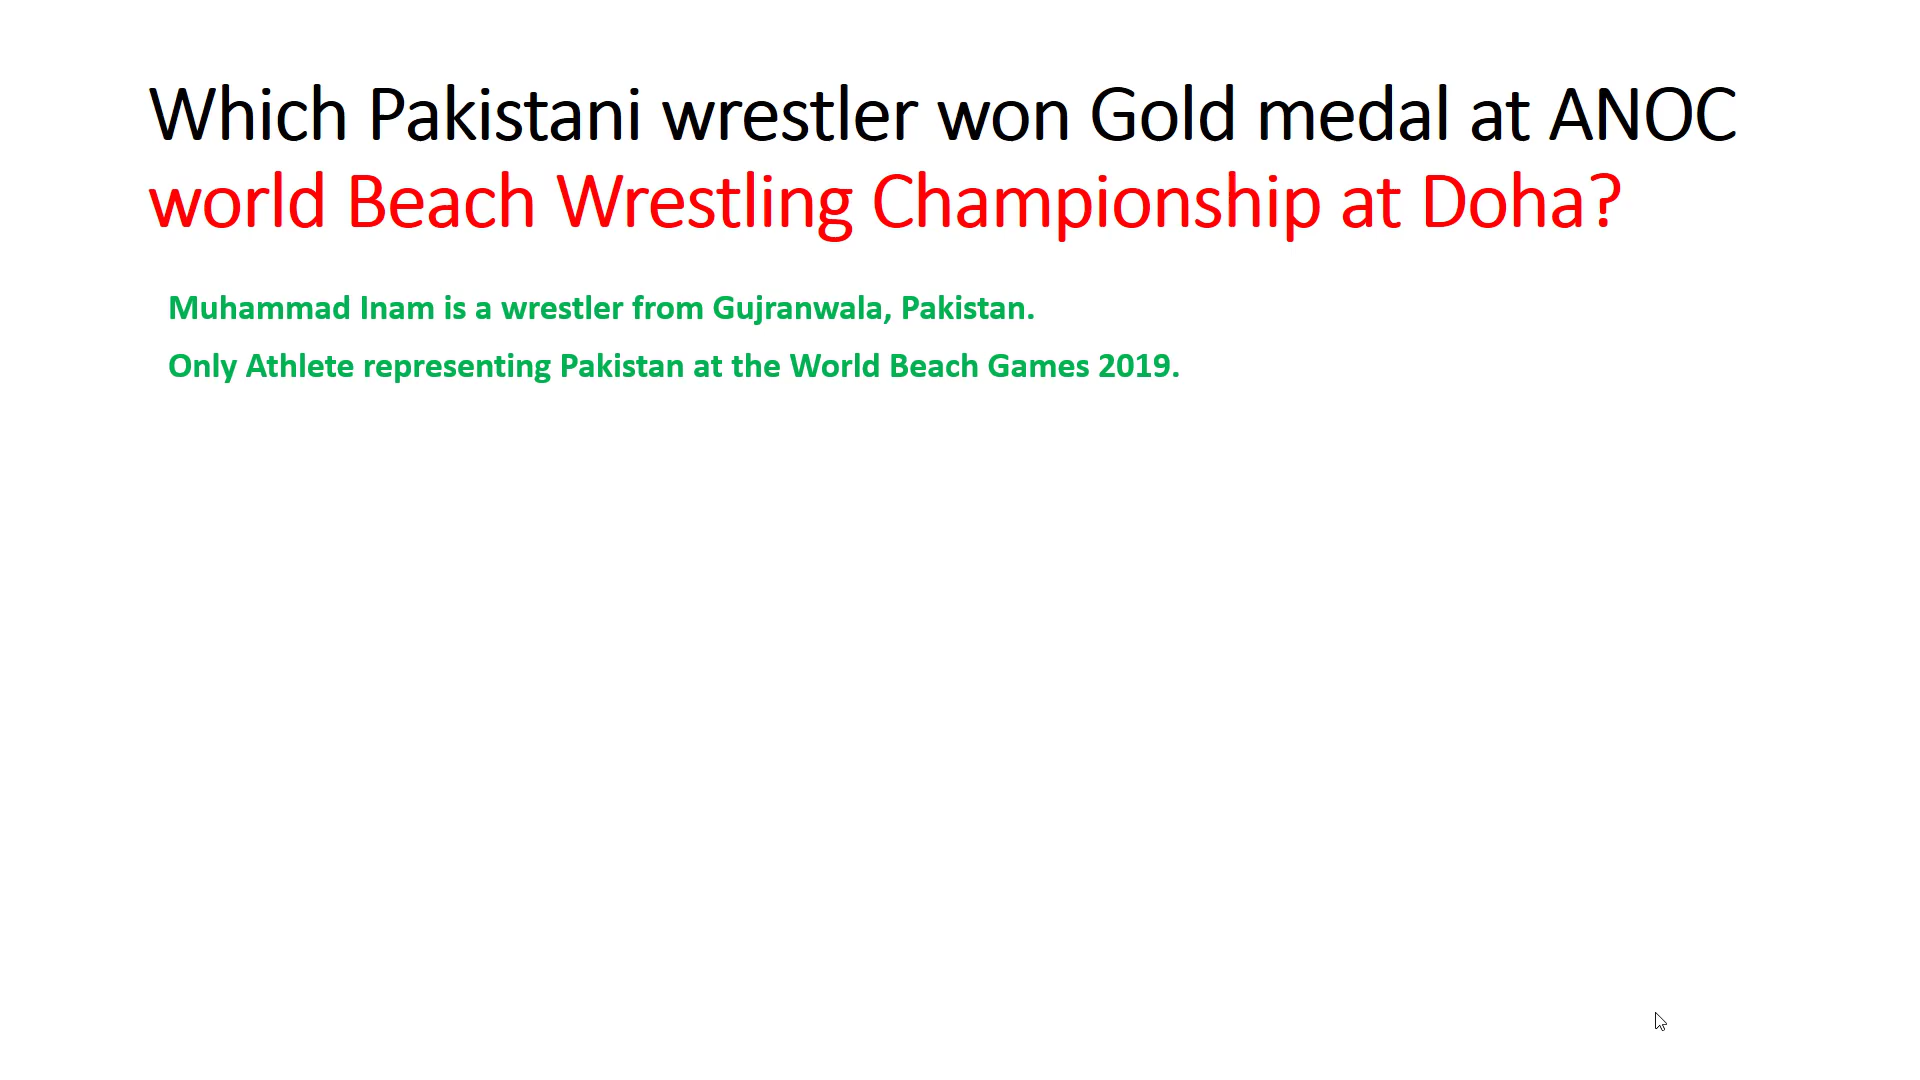 Which Pakistani wrestler won Gold medal at ANOC
world Beach Wrestling Championship at Doha?
Muhammad Inam is a wrestler from Gujranwala, Pakistan.
Only Athlete representing Pakistan at the World Beach Games 2019.